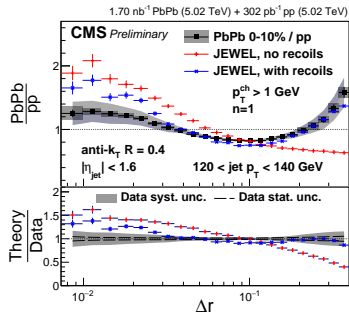 1.70 nb⁻¹ PbPb (5.02 TeV) + 302 pb⁻¹ pp (5.02 TeV)
CMS Preliminary
PbPb 0-10% / pp
JEWEL, no recoils
JEWEL, with recoils
p_T^ch > 1 GeV
n=1
PbPb
pp
2
1
anti-k_T R = 0.4
|η_jet| < 1.6
120 < jet p_T < 140 GeV
Data syst. unc.
Data stat. unc.
Theory
Data
2
1
0
10⁻²
10⁻¹
Δr